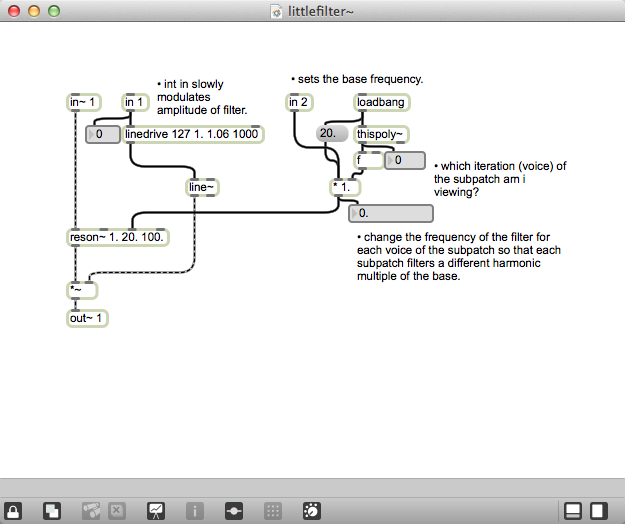 littlefilter~
• int in slowly
modulates
amplitude of filter.
• sets the base frequency.
in~ 1
in 1
in 2
loadbang
0
linedrive 127 1. 1.06 1000
20.
thispoly~
f
0
• which iteration (voice) of
the subpatch am i
viewing?
line~
* 1.
0.
reson~ 1. 20. 100.
• change the frequency of the filter for
each voice of the subpatch so that each
subpatch filters a different harmonic
multiple of the base.
*~
out~ 1